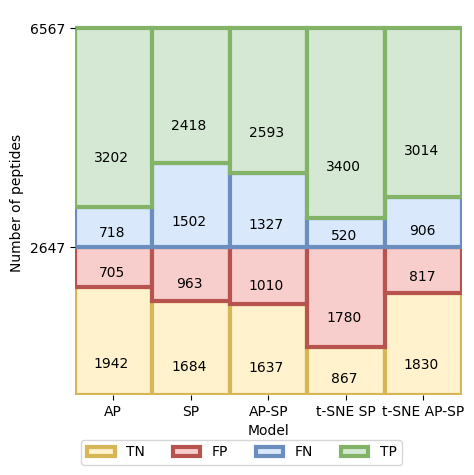 6567
3202 2418 2593 3400 3014
718 1502 1327 520 906
2647
705 963 1010 1780 817
1942 1684 1637 867 1830
Number of peptides
AP SP AP-SP t-SNE SP t-SNE AP-SP
Model
TN FP FN TP